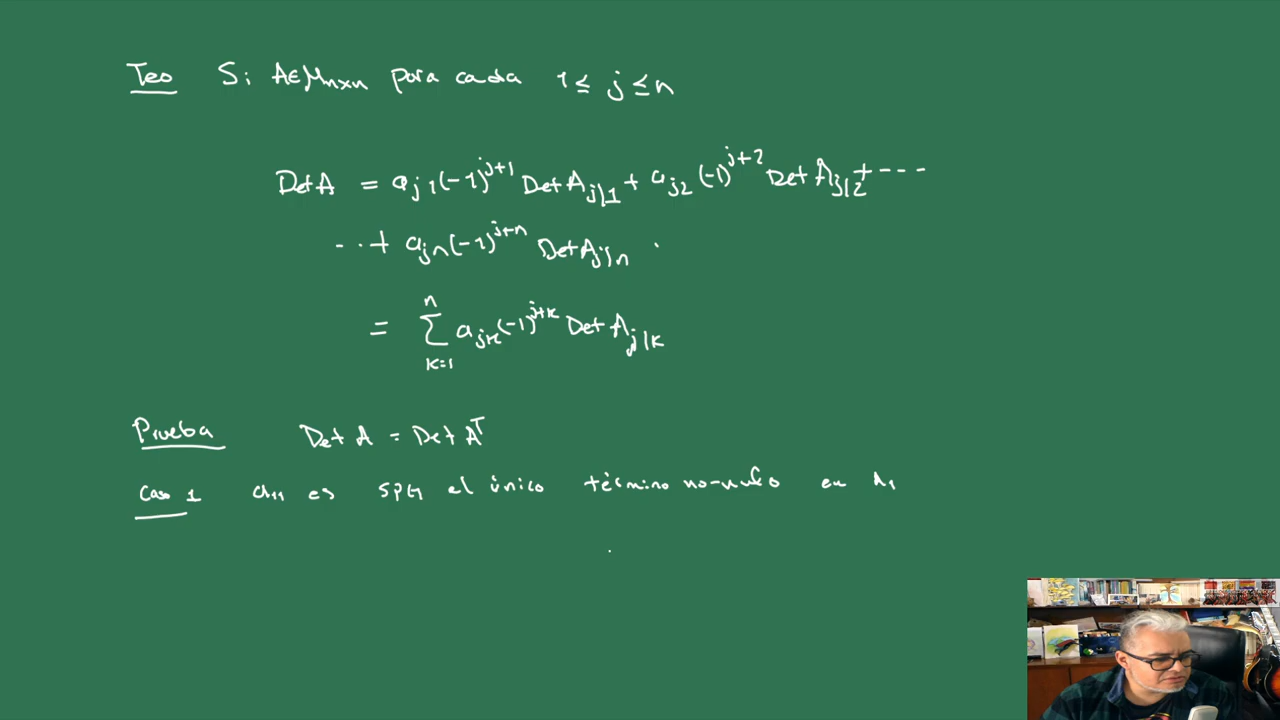 Teo Si A∈M_{n×n} para cada 1 ≤ j ≤ n
Det A = a_{j1}(-1)^{j+1} Det A_{j|1} + a_{j2}(-1)^{j+2} Det A_{j|2} + ---
--+ a_{jn}(-1)^{j+n} Det A_{j|n}
= \sum_{k=1}^{n} a_{jk}(-1)^{j+k} Det A_{j|k}
Prueba Det A = Det A^T
Caso 1 a_{11} es SPG el único término no-nulo en A_1